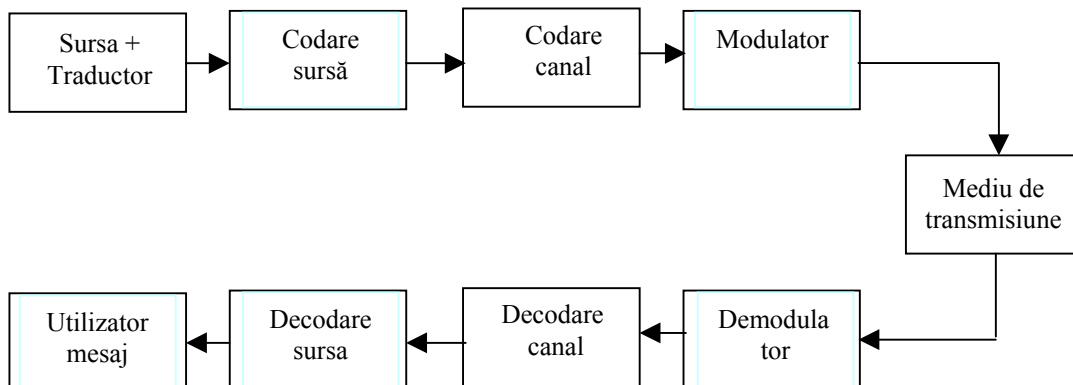 Sursa +
Traductor
Codare
sursă
Codare
canal
Modulator
Mediu de
transmisiune
Utilizator
mesaj
Decodare
sursa
Decodare
canal
Demodula
tor